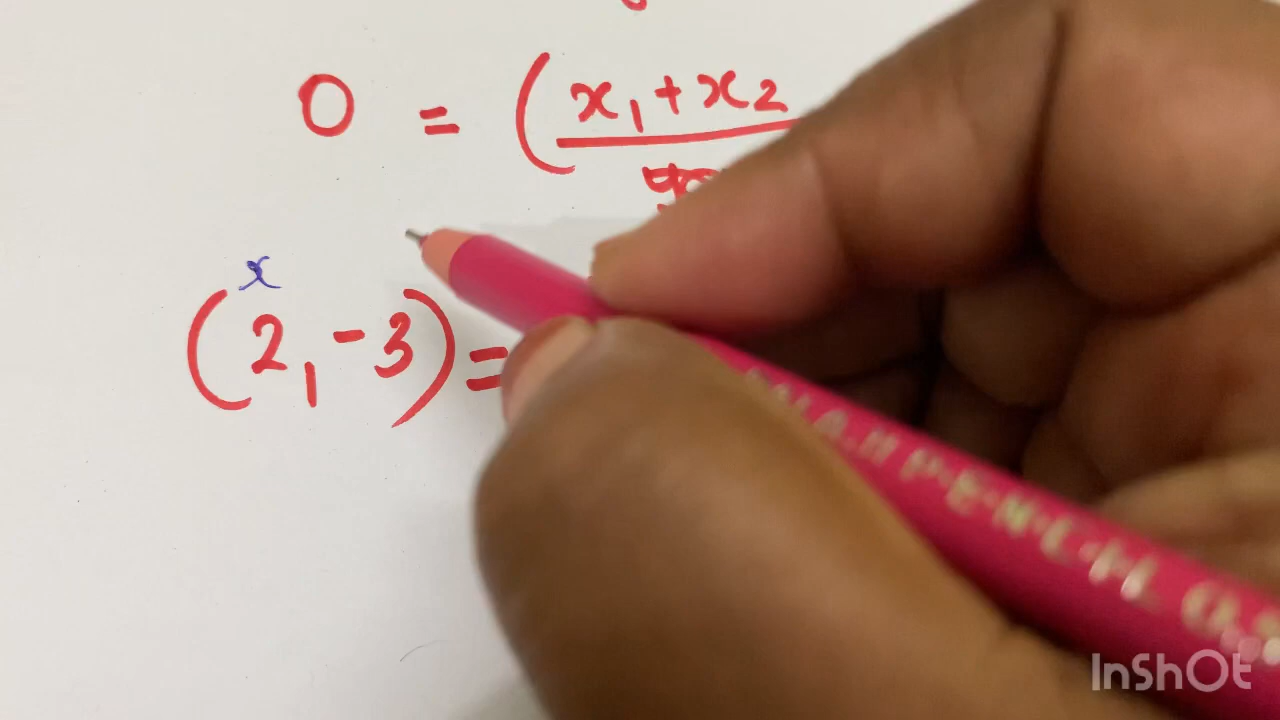 O = (x₁ + x₂
x
(2, -3) =
InShOt